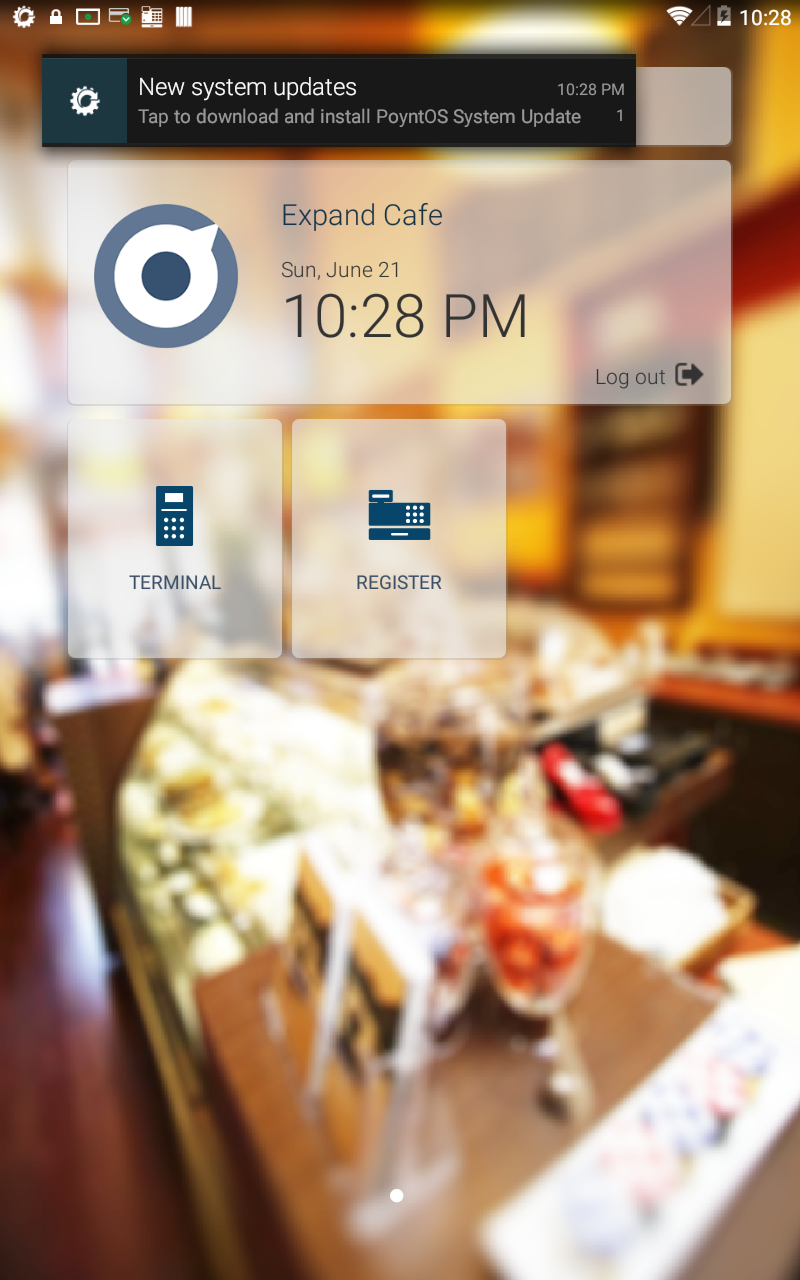 10:28
New system updates
10:28 PM
Tap to download and install PoyntOS System Update
1
Expand Cafe
Sun, June 21
10:28 PM
Log out
TERMINAL
REGISTER